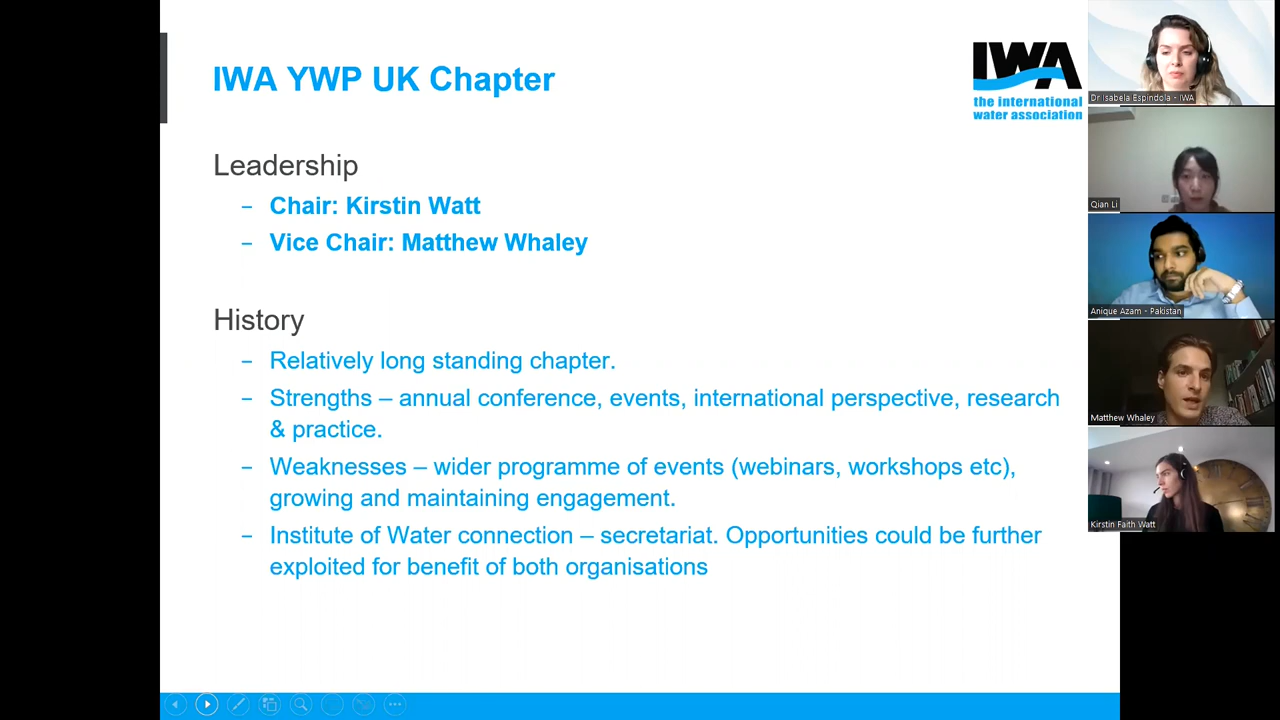 IWA YWP UK Chapter
IWA
the international
water association
Leadership
– Chair: Kirstin Watt
– Vice Chair: Matthew Whaley
History
– Relatively long standing chapter.
– Strengths – annual conference, events, international perspective, research
& practice.
– Weaknesses – wider programme of events (webinars, workshops etc),
growing and maintaining engagement.
– Institute of Water connection – secretariat. Opportunities could be further
exploited for benefit of both organisations
Dr Isabela Espindola - IWA
Qian Li
Anique Azam - Pakistan
Matthew Whaley
Kirstin Faith Watt